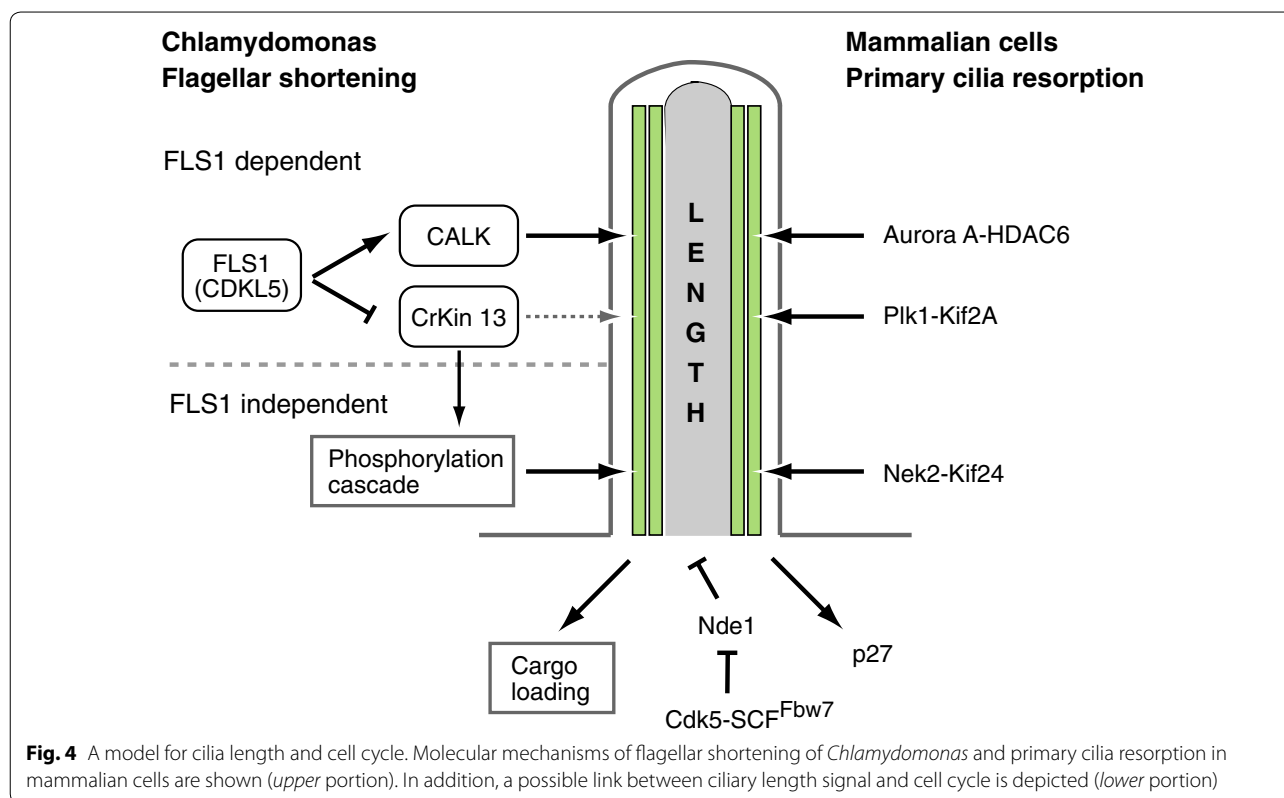 Chlamydomonas
Flagellar shortening
Mammalian cells
Primary cilia resorption
FLS1 dependent
FLS1
(CDKL5)
CALK
CrKin 13
FLS1 independent
Phosphorylation
cascade
L
E
N
G
T
H
Aurora A-HDAC6
Plk1-Kif2A
Nek2-Kif24
Cargo
loading
Nde1
Cdk5-SCFFbw7
p27
Fig. 4 A model for cilia length and cell cycle. Molecular mechanisms of flagellar shortening of Chlamydomonas and primary cilia resorption in
mammalian cells are shown (upper portion). In addition, a possible link between ciliary length signal and cell cycle is depicted (lower portion)